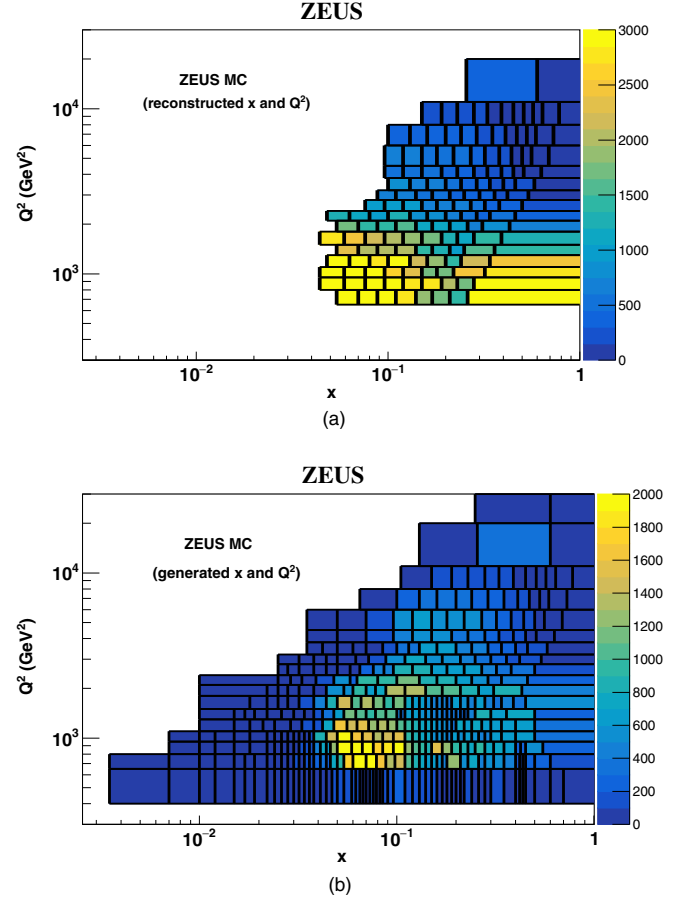 ZEUS
ZEUS MC
(reconstructed x and Q²)
Q² (GeV²)
10⁴
10³
10⁻²
10⁻¹
1
x
3000
2500
2000
1500
1000
500
0
(a)
ZEUS
ZEUS MC
(generated x and Q²)
Q² (GeV²)
10⁴
10³
10⁻²
10⁻¹
1
x
2000
1800
1600
1400
1200
1000
800
600
400
200
0
(b)